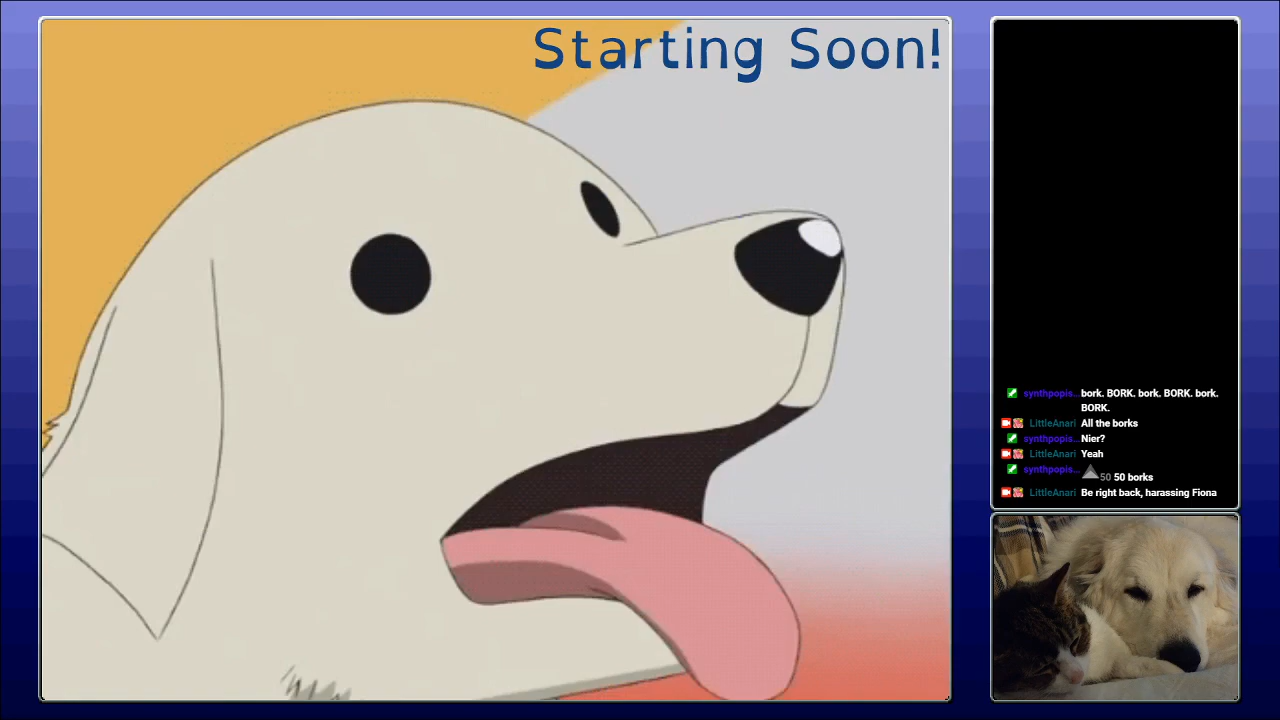 Starting Soon!
synthpopis... bork. BORK. bork. BORK. bork.
BORK.
LittleAnari All the borks
synthpopis... Nier?
LittleAnari Yeah
synthpopis... 50 50 borks
LittleAnari Be right back, harassing Fiona